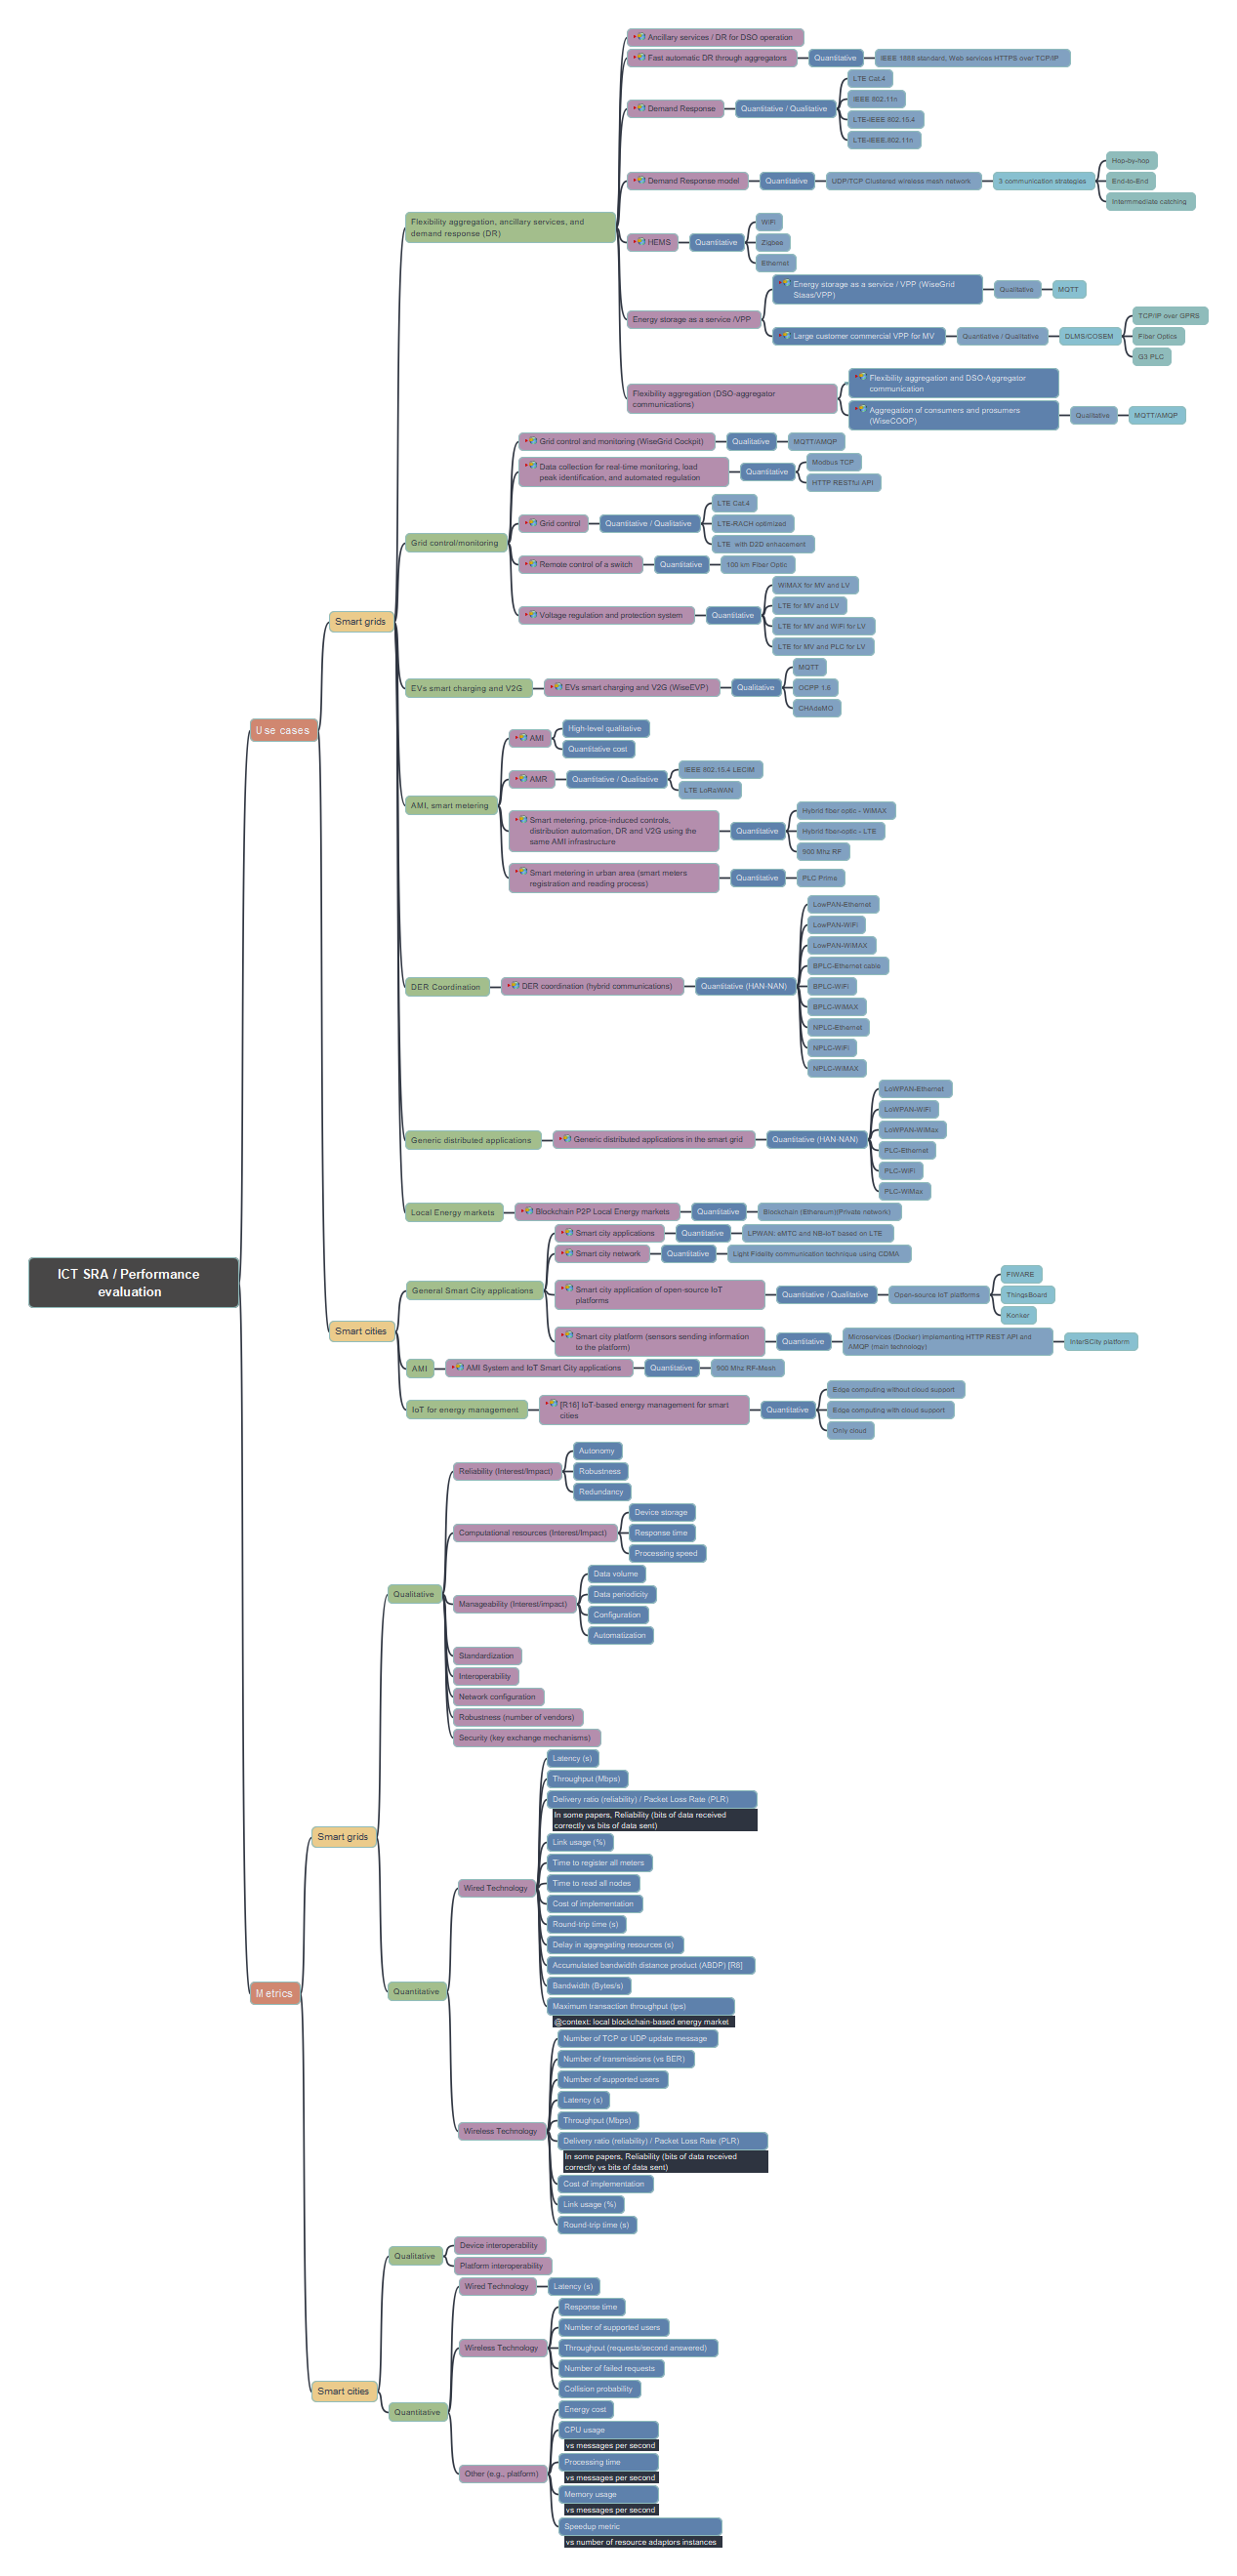 ICT SRA / Performance
evaluation
Use cases
Smart grids
Flexibility aggregation, ancillary services, and
demand response (DR)
Ancillary services / DR for DSO operation
Fast automatic DR through aggregators
Quantitative
IEEE 1888 standard, Web services HTTPS over TCP/IP
Demand Response
Quantitative / Qualitative
LTE Cat.4
IEEE 802.11n
LTE-IEEE 802.15.4
LTE-IEEE.802.11n
Demand Response model
Quantitative
UDP/TCP Clustered wireless mesh network
3 communication strategies
Hop-by-hop
End-to-End
Intermmediate catching
HEMS
Quantitative
WiFi
Zigbee
Ethernet
Energy storage as a service /VPP
Energy storage as a service / VPP (WiseGrid
Staas/VPP)
Qualitative
MQTT
Large customer commercial VPP for MV
Quantiative / Qualitative
DLMS/COSEM
TCP/IP over GPRS
Fiber Optics
G3 PLC
Flexibility aggregation (DSO-aggregator
communications)
Flexibility aggregation and DSO-Aggregator
communication
Aggregation of consumers and prosumers
(WiseCOOP)
Qualitative
MQTT/AMQP
Grid control/monitoring
Grid control and monitoring (WiseGrid Cockpit)
Qualitative
MQTT/AMQP
Data collection for real-time monitoring, load
peak identification, and automated regulation
Quantitative
Modbus TCP
HTTP RESTful API
Grid control
Quantitative / Qualitative
LTE Cat.4
LTE-RACH optimized
LTE with D2D enhacement
Remote control of a switch
Quantitative
100 km Fiber Optic
Voltage regulation and protection system
Quantitative
WiMAX for MV and LV
LTE for MV and LV
LTE for MV and WiFi for LV
LTE for MV and PLC for LV
EVs smart charging and V2G
EVs smart charging and V2G (WiseEVP)
Qualitative
MQTT
OCPP 1.6
CHAdeMO
AMI, smart metering
AMI
High-level qualitative
Quantitative cost
AMR
Quantitative / Qualitative
IEEE 802.15.4 LECIM
LTE LoRaWAN
Smart metering, price-induced controls,
distribution automation, DR and V2G using the
same AMI infrastructure
Quantitative
Hybrid fiber optic - WiMAX
Hybrid fiber-optic - LTE
900 Mhz RF
Smart metering in urban area (smart meters
registration and reading process)
Quantitative
PLC Prime
DER Coordination
DER coordination (hybrid communications)
Quantitative (HAN-NAN)
LowPAN-Ethernet
LowPAN-WiFi
LowPAN-WiMAX
BPLC-Ethernet cable
BPLC-WiFi
BPLC-WiMAX
NPLC-Ethernet
NPLC-WiFi
NPLC-WiMAX
Generic distributed applications
Generic distributed applications in the smart grid
Quantitative (HAN-NAN)
LoWPAN-Ethernet
LoWPAN-WiFi
LoWPAN-WiMax
PLC-Ethernet
PLC-WiFi
PLC-WiMax
Local Energy markets
Blockchain P2P Local Energy markets
Quantitative
Blockchain (Ethereum)(Private network)
Smart cities
General Smart City applications
Smart city applications
Quantitative
LPWAN: eMTC and NB-IoT based on LTE
Smart city network
Quantitative
Light Fidelity communication technique using CDMA
Smart city application of open-source IoT
platforms
Quantitative / Qualitative
Open-source IoT platforms
FIWARE
ThingsBoard
Konker
Smart city platform (sensors sending information
to the platform)
Quantitative
Microservices (Docker) implementing HTTP REST API and
AMQP (main technology)
InterSCity platform
AMI
AMI System and IoT Smart City applications
Quantitative
900 Mhz RF-Mesh
IoT for energy management
[R16] IoT-based energy management for smart
cities
Quantitative
Edge computing without cloud support
Edge computing with cloud support
Only cloud
Metrics
Smart grids
Qualitative
Reliability (Interest/Impact)
Autonomy
Robustness
Redundancy
Computational resources (Interest/Impact)
Device storage
Response time
Processing speed
Manageability (Interest/impact)
Data volume
Data periodicity
Configuration
Automatization
Standardization
Interoperability
Network configuration
Robustness (number of vendors)
Security (key exchange mechanisms)
Quantitative
Wired Technology
Latency (s)
Throughput (Mbps)
Delivery ratio (reliability) / Packet Loss Rate (PLR)
In some papers, Reliability (bits of data received
correctly vs bits of data sent)
Link usage (%)
Time to register all meters
Time to read all nodes
Cost of implementation
Round-trip time (s)
Delay in aggregating resources (s)
Accumulated bandwidth distance product (ABDP) [R8]
Bandwidth (Bytes/s)
Maximum transaction throughput (tps)
@context: local blockchain-based energy market
Wireless Technology
Number of TCP or UDP update message
Number of transmissions (vs BER)
Number of supported users
Latency (s)
Throughput (Mbps)
Delivery ratio (reliability) / Packet Loss Rate (PLR)
In some papers, Reliability (bits of data received
correctly vs bits of data sent)
Cost of implementation
Link usage (%)
Round-trip time (s)
Smart cities
Qualitative
Device interoperability
Platform interoperability
Quantitative
Wired Technology
Latency (s)
Wireless Technology
Response time
Number of supported users
Throughput (requests/second answered)
Number of failed requests
Collision probability
Other (e.g., platform)
Energy cost
CPU usage
vs messages per second
Processing time
vs messages per second
Memory usage
vs messages per second
Speedup metric
vs number of resource adaptors instances